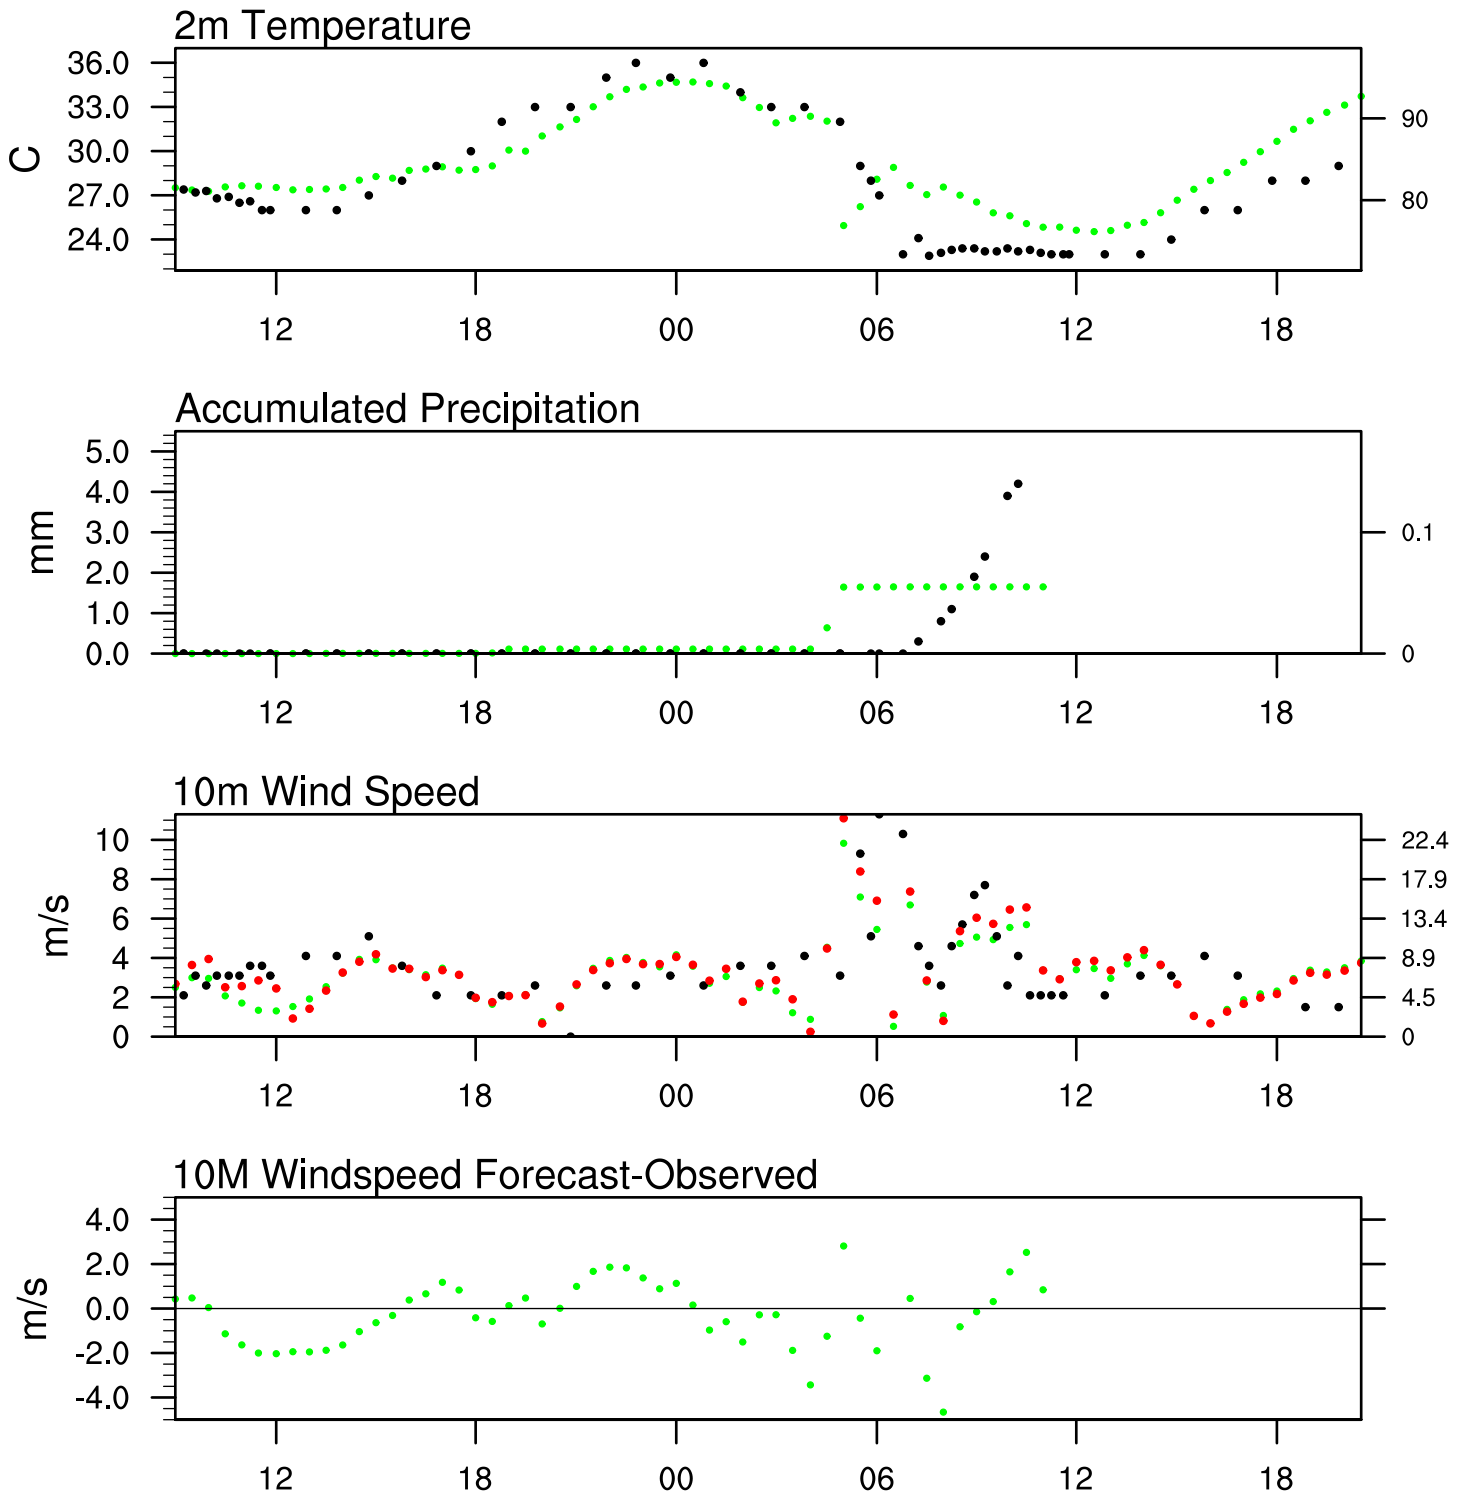 2m Temperature
36.0
33.0
90
30.0
C
27.0
80
24.0
12 18 00 06 12 18
Accumulated Precipitation
5.0
4.0
3.0
0.1
mm
2.0
1.0
0.0
0
12 18 00 06 12 18
10m Wind Speed
10
22.4
8
17.9
6
13.4
m/s
4
8.9
2
4.5
0
0
12 18 00 06 12 18
10M Windspeed Forecast-Observed
4.0
2.0
0.0
m/s
-2.0
-4.0
12 18 00 06 12 18